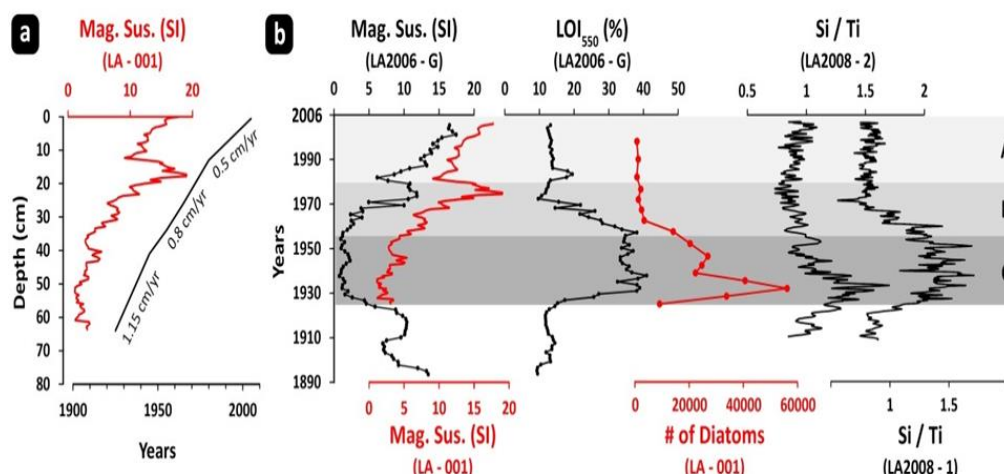 a
Mag. Sus. (SI)
(LA - 001)
0 10 20
0
10
20
30
40
50
60
70
80
Depth (cm)
0.5 cm/yr
0.8 cm/yr
1.15 cm/yr
1900 1950 2000
Years
b
Mag. Sus. (SI)
(LA2006 - G)
LOI550 (%)
(LA2006 - G)
Si / Ti
(LA2008 - 2)
0 5 10 15 20
0 10 20 30 40 50
0.5 1 1.5 2
2006
1990
1970
1950
1930
1910
1890
Years
0 5 10 15 20
Mag. Sus. (SI)
(LA - 001)
0 20000 40000 60000
# of Diatoms
(LA - 001)
1 1.5
Si / Ti
(LA2008 - 1)